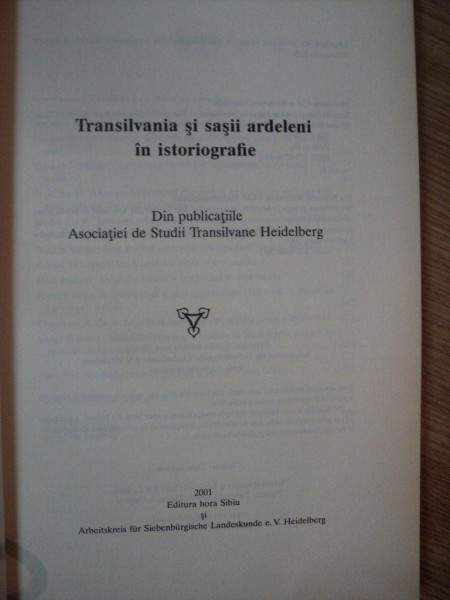 Transilvania şi saşii ardeleni
în istoriografie
Din publicaţiile
Asociaţiei de Studii Transilvane Heidelberg
2001
Editura hora Sibiu
şi
Arbeitskreis für Siebenbürgische Landeskunde e. V. Heidelberg